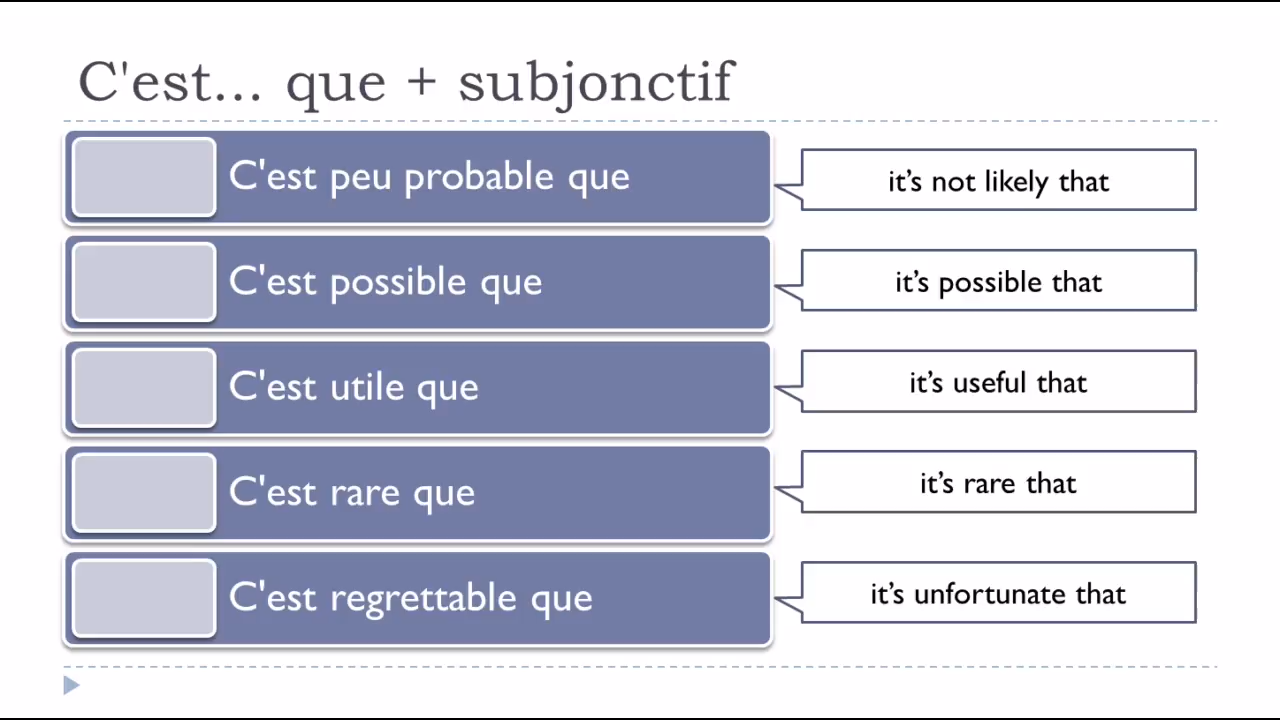 C'est... que + subjonctif
C'est peu probable que
it’s not likely that
C'est possible que
it’s possible that
C'est utile que
it’s useful that
C'est rare que
it’s rare that
C'est regrettable que
it’s unfortunate that